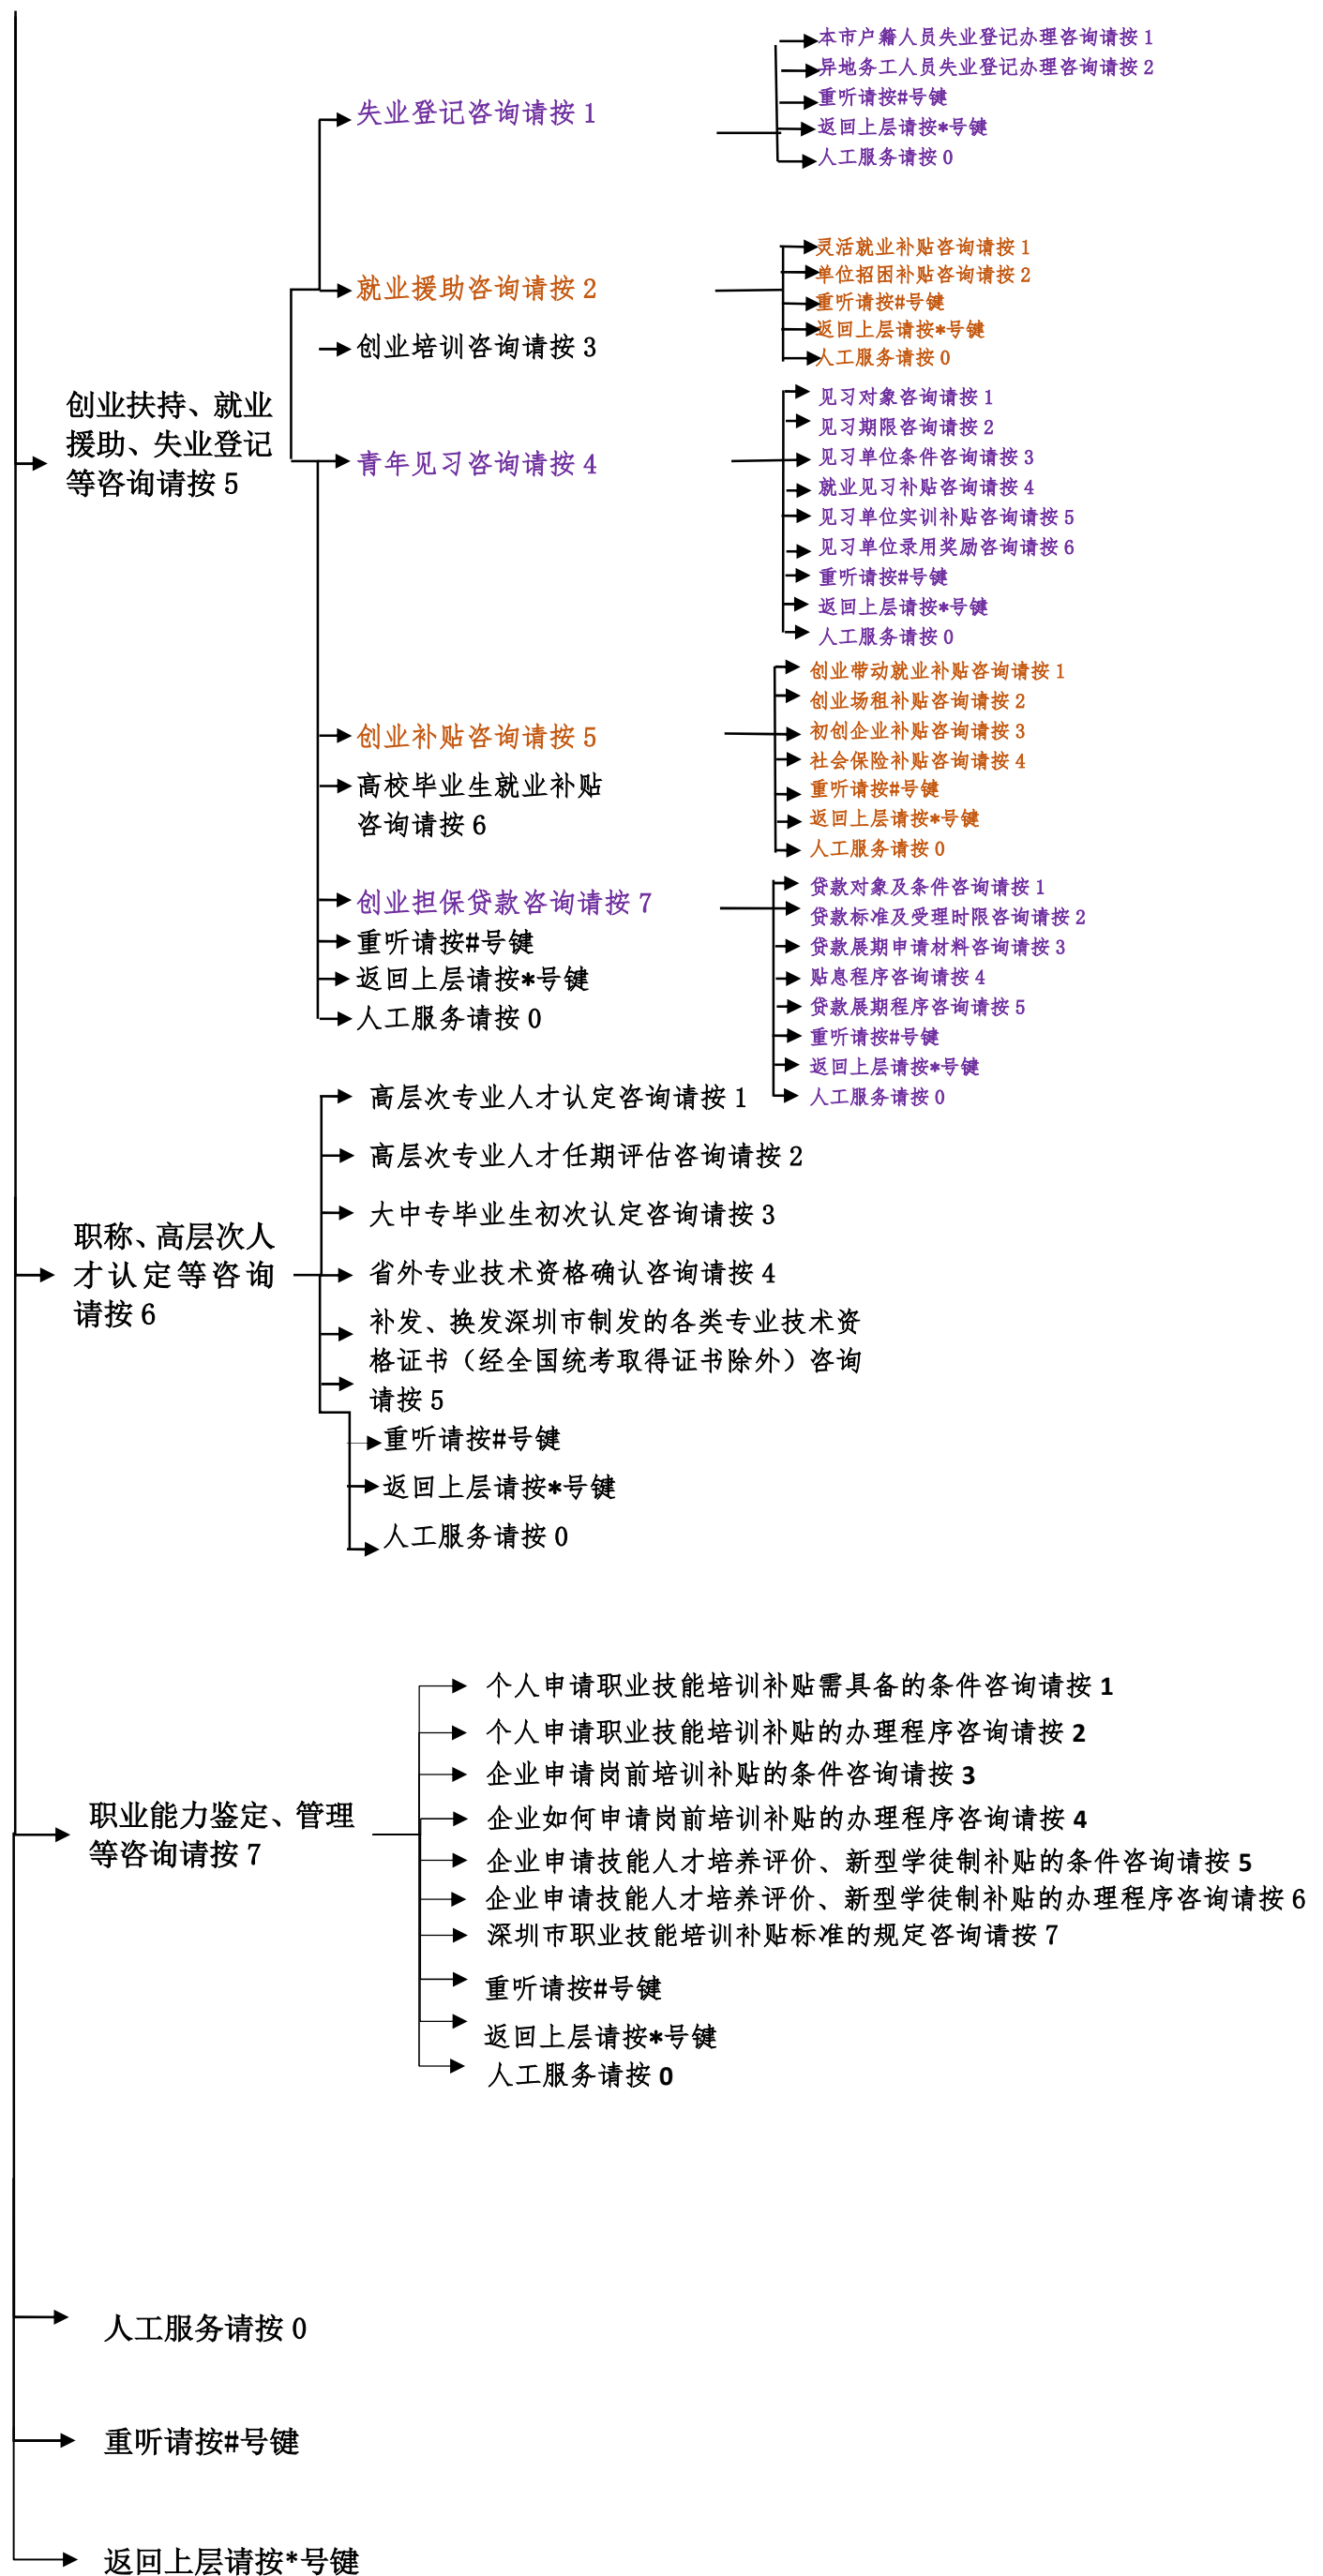 创业扶持、就业
援助、失业登记
等咨询请按 5
失业登记咨询请按 1
本市户籍人员失业登记办理咨询请按 1
异地务工人员失业登记办理咨询请按 2
重听请按#号键
返回上层请按*号键
人工服务请按 0
就业援助咨询请按 2
灵活就业补贴咨询请按 1
单位招困补贴咨询请按 2
重听请按#号键
返回上层请按*号键
人工服务请按 0
创业培训咨询请按 3
青年见习咨询请按 4
见习对象咨询请按 1
见习期限咨询请按 2
见习单位条件咨询请按 3
就业见习补贴咨询请按 4
见习单位实训补贴咨询请按 5
见习单位录用奖励咨询请按 6
重听请按#号键
返回上层请按*号键
人工服务请按 0
创业补贴咨询请按 5
创业带动就业补贴咨询请按 1
创业场租补贴咨询请按 2
初创企业补贴咨询请按 3
社会保险补贴咨询请按 4
重听请按#号键
返回上层请按*号键
人工服务请按 0
高校毕业生就业补贴
咨询请按 6
创业担保贷款咨询请按 7
贷款对象及条件咨询请按 1
贷款标准及受理时限咨询请按 2
贷款展期申请材料咨询请按 3
贴息程序咨询请按 4
贷款展期程序咨询请按 5
重听请按#号键
返回上层请按*号键
人工服务请按 0
重听请按#号键
返回上层请按*号键
人工服务请按 0
职称、高层次人
才认定等咨询
请按 6
高层次专业人才认定咨询请按 1
高层次专业人才任期评估咨询请按 2
大中专毕业生初次认定咨询请按 3
省外专业技术资格确认咨询请按 4
补发、换发深圳市制发的各类专业技术资
格证书（经全国统考取得证书除外）咨询
请按 5
重听请按#号键
返回上层请按*号键
人工服务请按 0
职业能力鉴定、管理
等咨询请按 7
个人申请职业技能培训补贴需具备的条件咨询请按 1
个人申请职业技能培训补贴的办理程序咨询请按 2
企业申请岗前培训补贴的条件咨询请按 3
企业如何申请岗前培训补贴的办理程序咨询请按 4
企业申请技能人才培养评价、新型学徒制补贴的条件咨询请按 5
企业申请技能人才培养评价、新型学徒制补贴的办理程序咨询请按 6
深圳市职业技能培训补贴标准的规定咨询请按 7
重听请按#号键
返回上层请按*号键
人工服务请按 0
人工服务请按 0
重听请按#号键
返回上层请按*号键